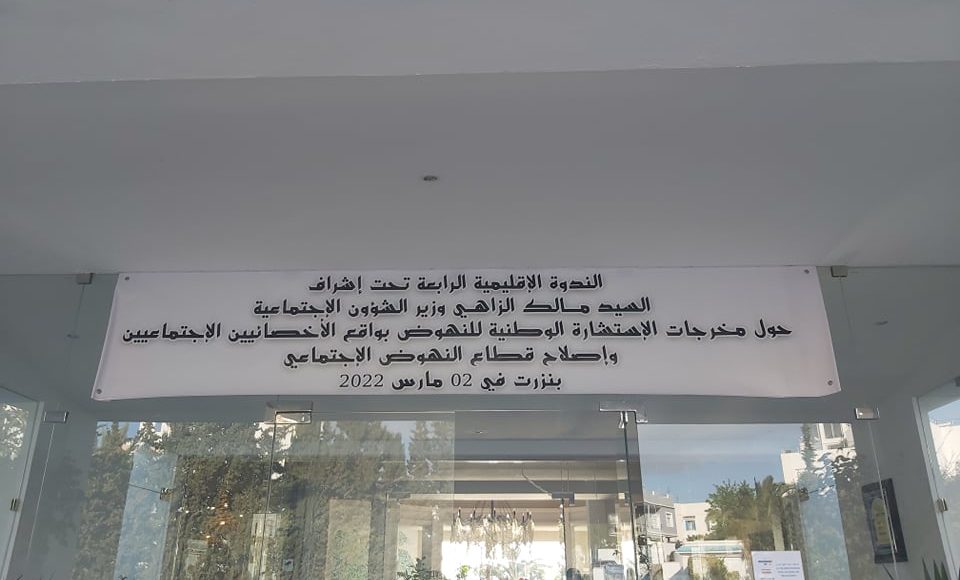 الندوة الإقليمية الرابعة تحت إشراف
السيد مالك الزاهي وزير الشؤون الإجتماعية
حول مخرجات الإستشارة الوطنية للنهوض بواقع الأخصائيين الإجتماعيين
وإصلاح قطاع النهوض الإجتماعي
بنزرت في 02 مارس 2022